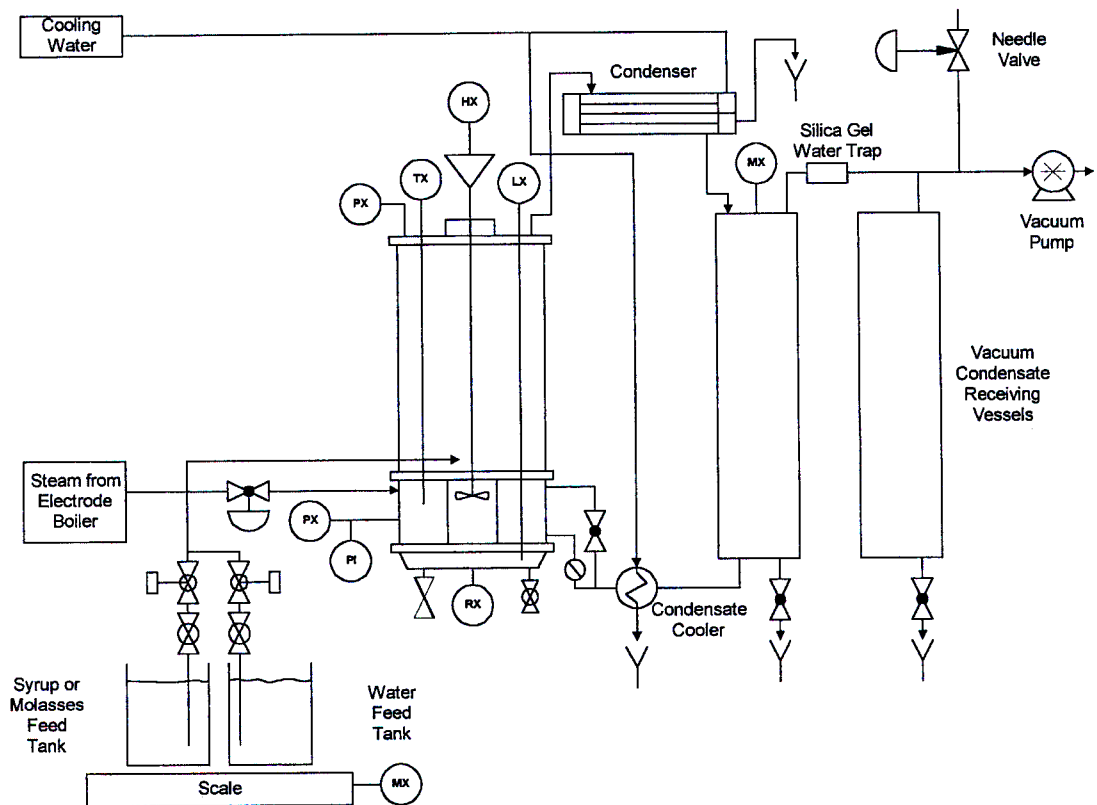 Cooling
Water
Needle
Valve
Condenser
HX
Silica Gel
Water Trap
MX
TX
LX
PX
Vacuum
Pump
Vacuum
Condensate
Receiving
Vessels
Steam from
Electrode
Boiler
PX
PI
RX
Condensate
Cooler
Syrup or
Molasses
Feed
Tank
Water
Feed
Tank
Scale
MX